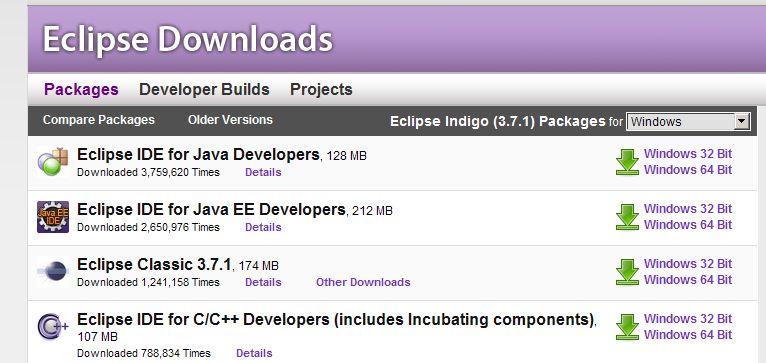 Eclipse Downloads
Packages Developer Builds Projects
Compare Packages Older Versions Eclipse Indigo (3.7.1) Packages for Windows
Eclipse IDE for Java Developers, 128 MB Windows 32 Bit
Downloaded 3,759,620 Times Details Windows 64 Bit
Java EE IDE
Eclipse IDE for Java EE Developers, 212 MB Windows 32 Bit
Downloaded 2,650,976 Times Details Windows 64 Bit
Eclipse Classic 3.7.1, 174 MB Windows 32 Bit
Downloaded 1,241,158 Times Details Other Downloads Windows 64 Bit
C++
Eclipse IDE for C/C++ Developers (includes Incubating components), Windows 32 Bit
107 MB Windows 64 Bit
Downloaded 788,834 Times Details